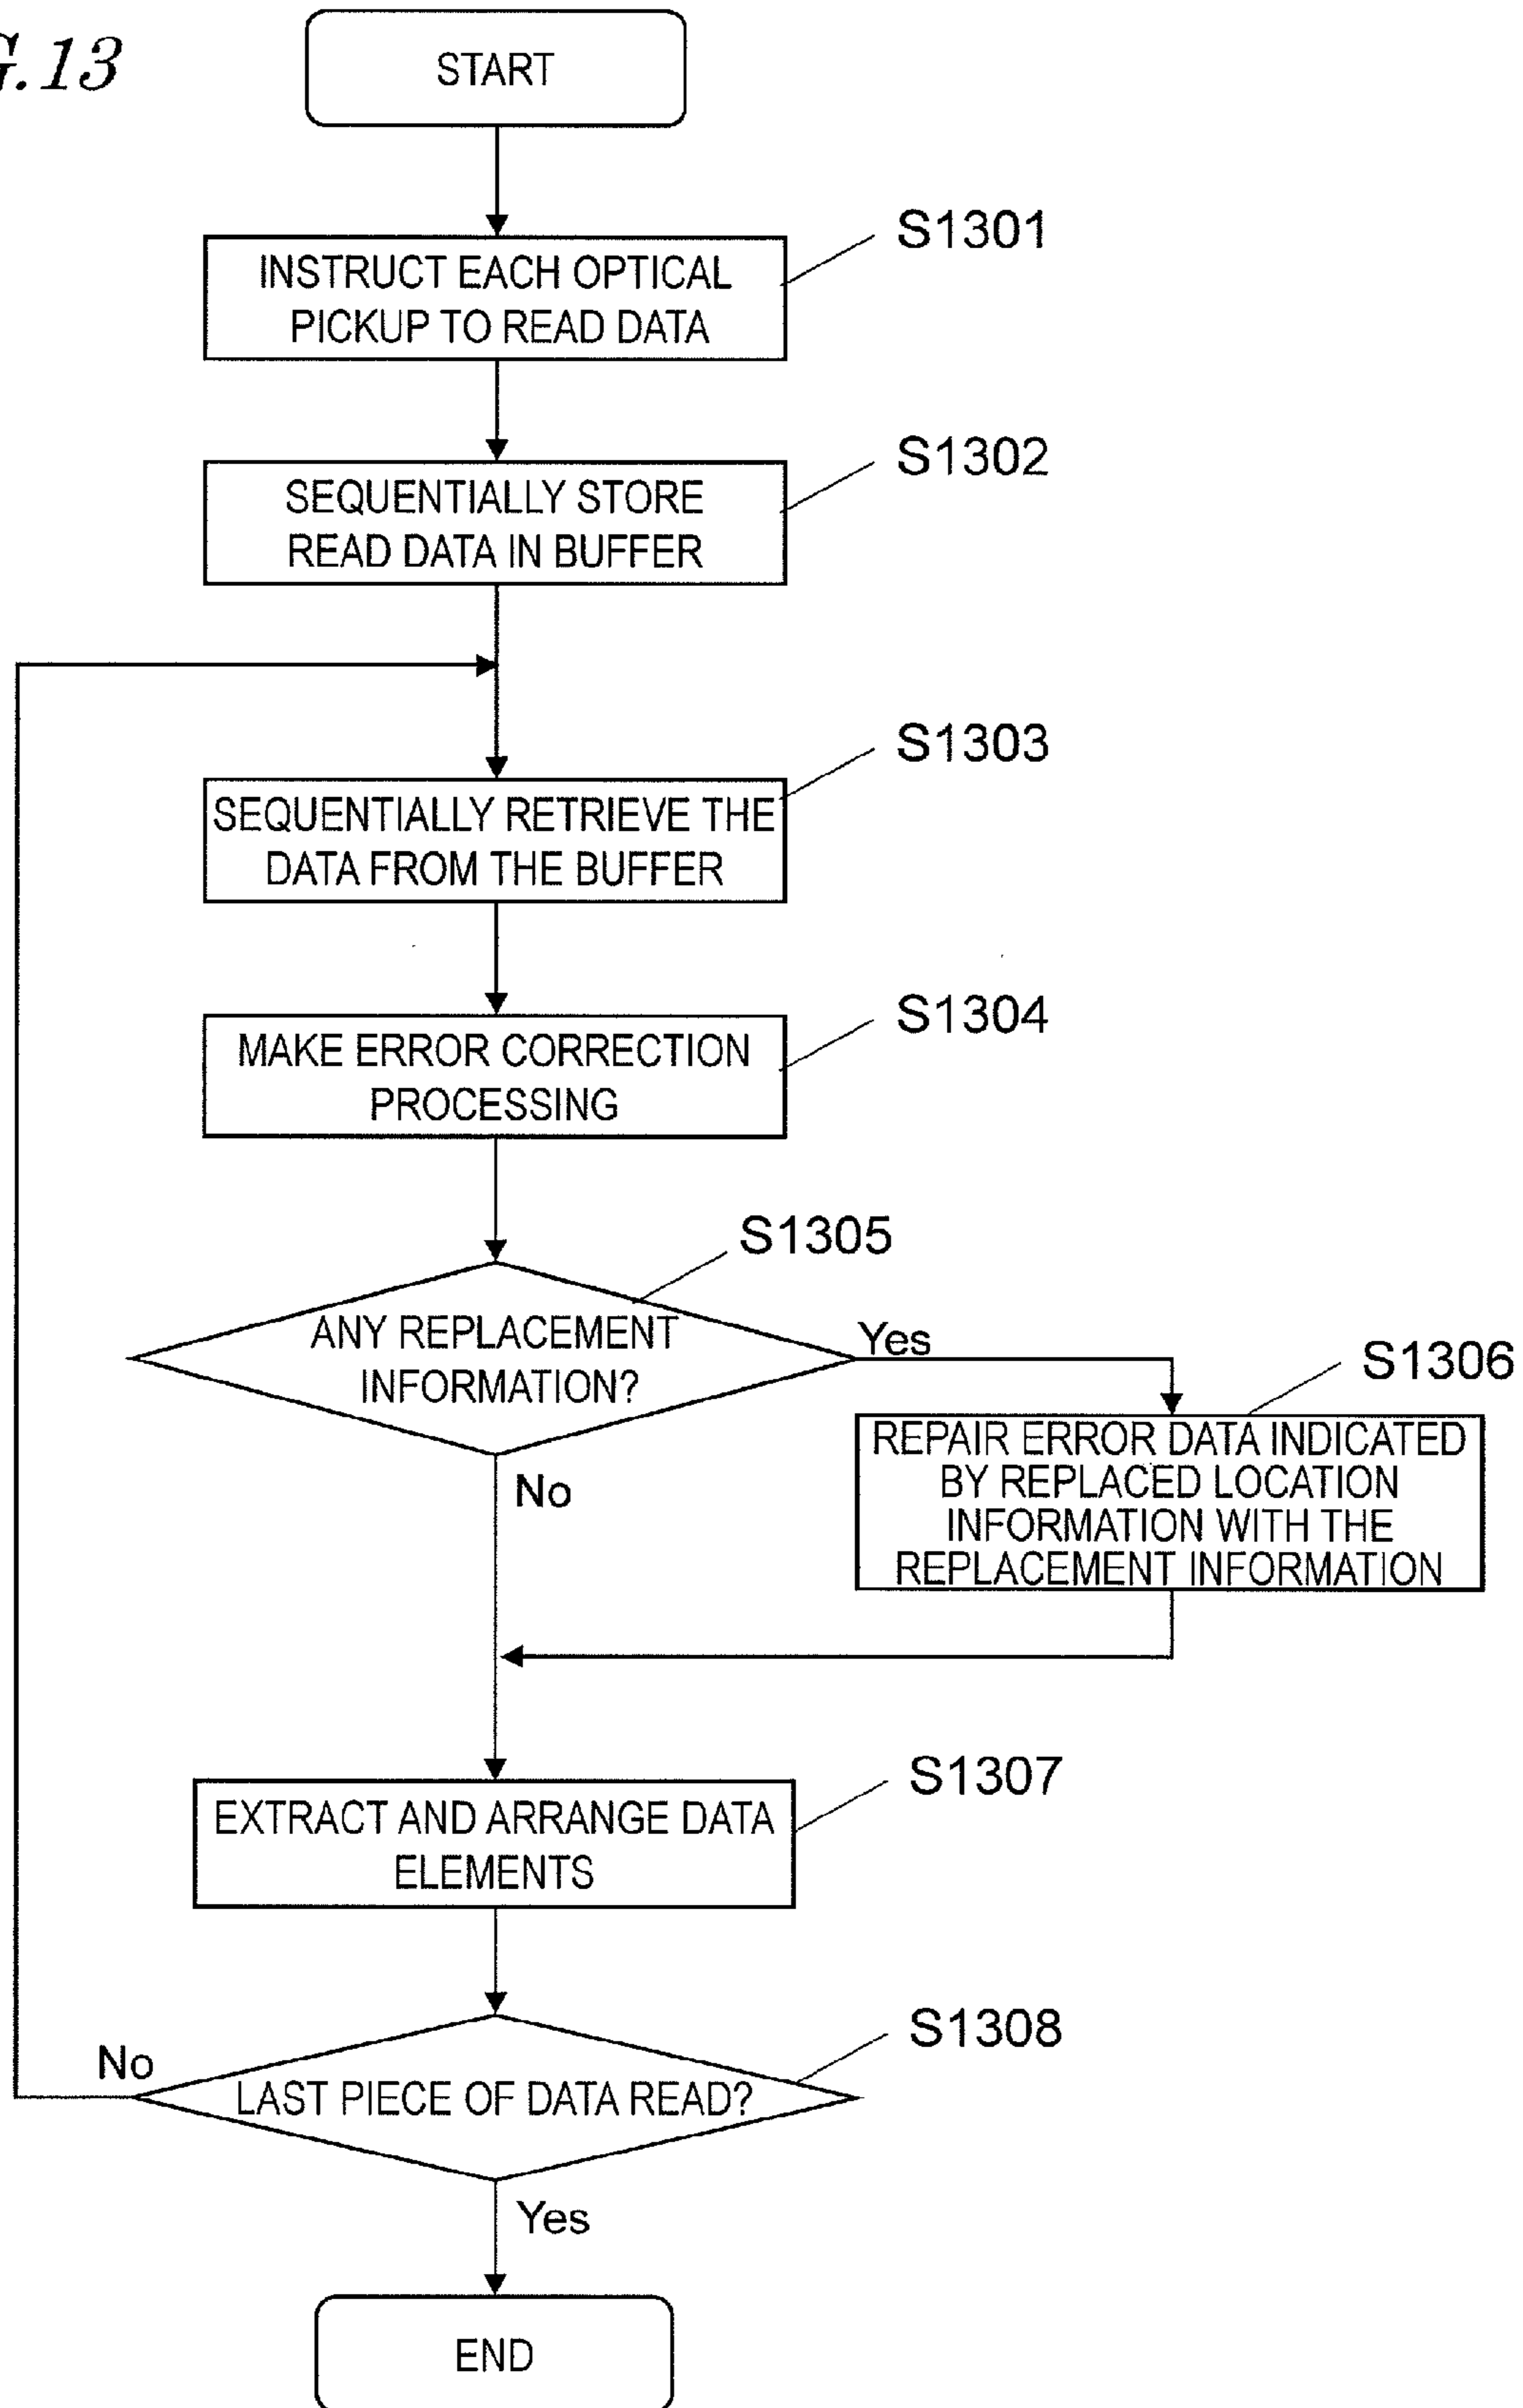 G.13
START
S1301
INSTRUCT EACH OPTICAL
PICKUP TO READ DATA
S1302
SEQUENTIALLY STORE
READ DATA IN BUFFER
S1303
SEQUENTIALLY RETRIEVE THE
DATA FROM THE BUFFER
S1304
MAKE ERROR CORRECTION
PROCESSING
S1305
ANY REPLACEMENT
INFORMATION?
Yes
S1306
REPAIR ERROR DATA INDICATED
BY REPLACED LOCATION
INFORMATION WITH THE
REPLACEMENT INFORMATION
No
S1307
EXTRACT AND ARRANGE DATA
ELEMENTS
S1308
No
LAST PIECE OF DATA READ?
Yes
END